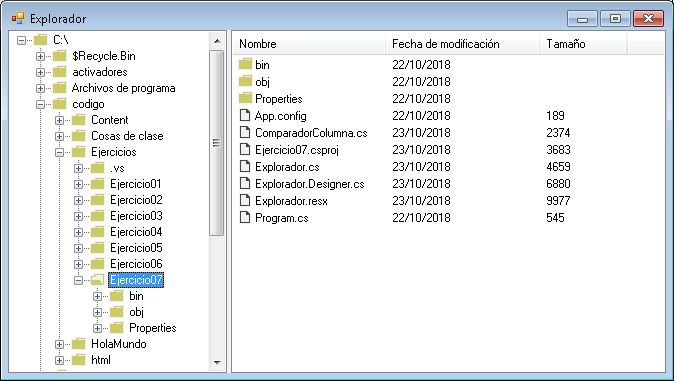 Explorador
C:\
$Recycle.Bin
activadores
Archivos de programa
codigo
Content
Cosas de clase
Ejercicios
.vs
Ejercicio01
Ejercicio02
Ejercicio03
Ejercicio04
Ejercicio05
Ejercicio06
Ejercicio07
bin
obj
Properties
HolaMundo
html
Nombre Fecha de modificación Tamaño
bin 22/10/2018
obj 22/10/2018
Properties 22/10/2018
App.config 22/10/2018 189
ComparadorColumna.cs 23/10/2018 2374
Ejercicio07.csproj 23/10/2018 3683
Explorador.cs 23/10/2018 4659
Explorador.Designer.cs 23/10/2018 6880
Explorador.resx 23/10/2018 9977
Program.cs 22/10/2018 545